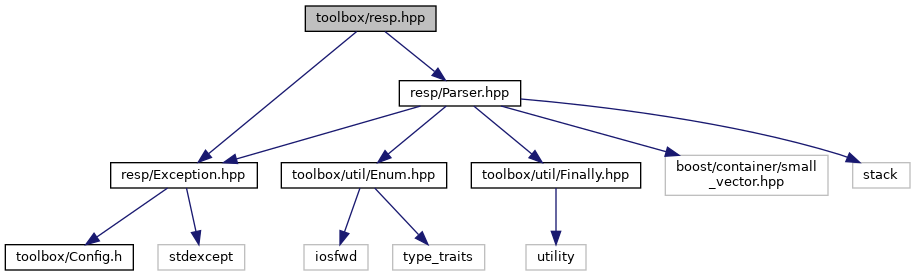 toolbox/resp.hpp
resp/Parser.hpp
resp/Exception.hpp
toolbox/util/Enum.hpp
toolbox/util/Finally.hpp
boost/container/small
_vector.hpp
stack
toolbox/Config.h
stdexcept
iosfwd
type_traits
utility